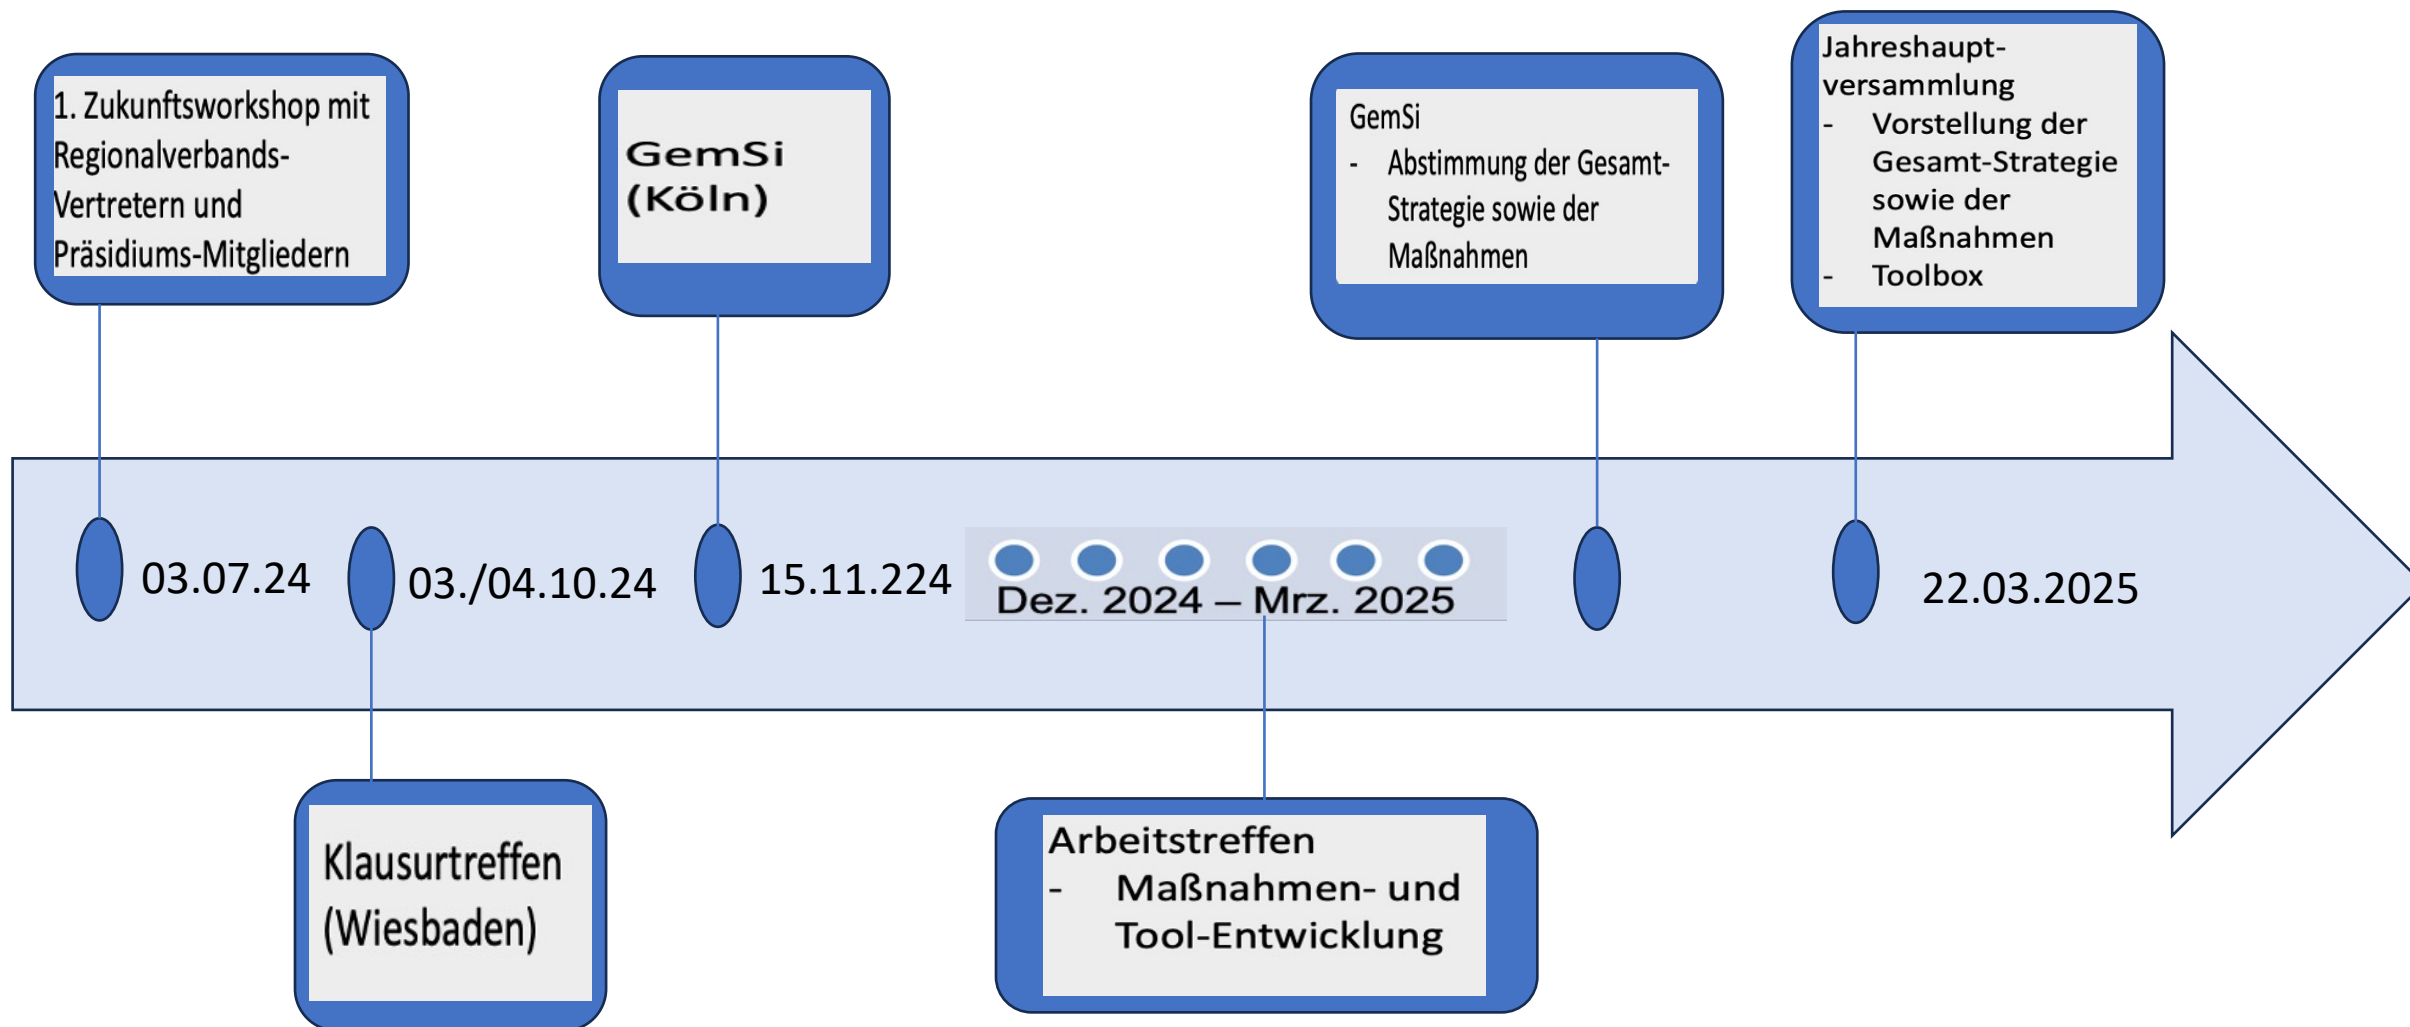 1. Zukunftsworkshop mit
Regionalverbands-
Vertretern und
Präsidiums-Mitgliedern
GemSi
(Köln)
GemSi
- Abstimmung der Gesamt-
Strategie sowie der
Maßnahmen
Jahreshaupt-
versammlung
- Vorstellung der
Gesamt-Strategie
sowie der
Maßnahmen
- Toolbox
03.07.24
03./04.10.24
15.11.224
Dez. 2024 – Mrz. 2025
22.03.2025
Klausurtreffen
(Wiesbaden)
Arbeitstreffen
- Maßnahmen- und
Tool-Entwicklung